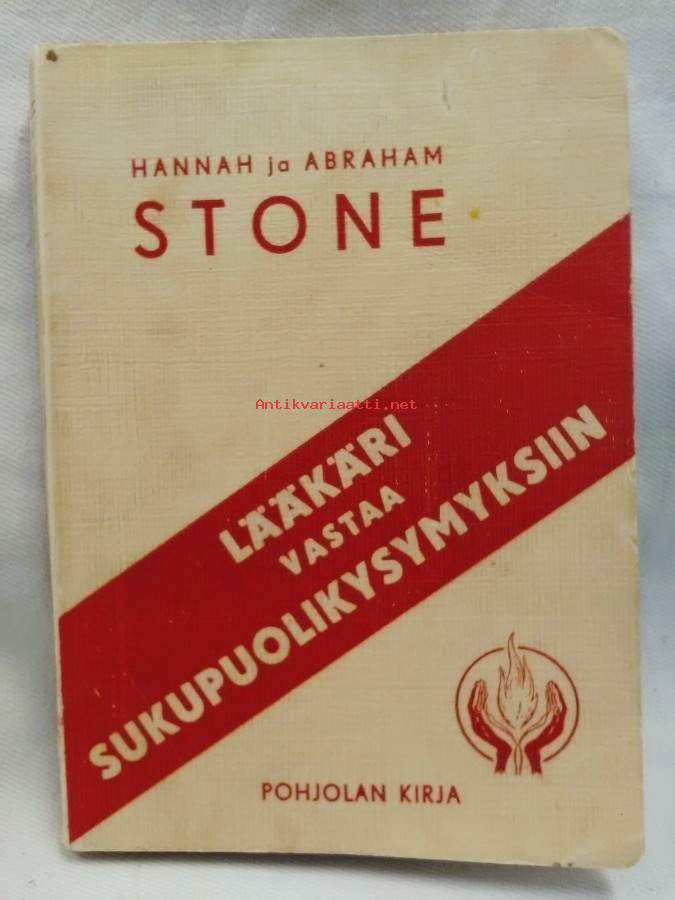 HANNAH ja ABRAHAM
STONE
Antikvariaatti.net
LÄÄKÄRI
VASTAA
SUKUPUOLIKYSYMYKSIIN
POHJOLAN KIRJA